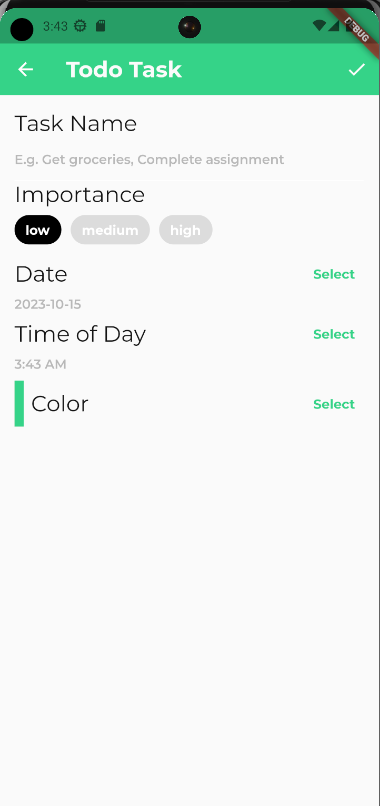 3:43
DEBUG
Todo Task
Task Name
E.g. Get groceries, Complete assignment
Importance
low medium high
Date Select
2023-10-15
Time of Day Select
3:43 AM
Color Select